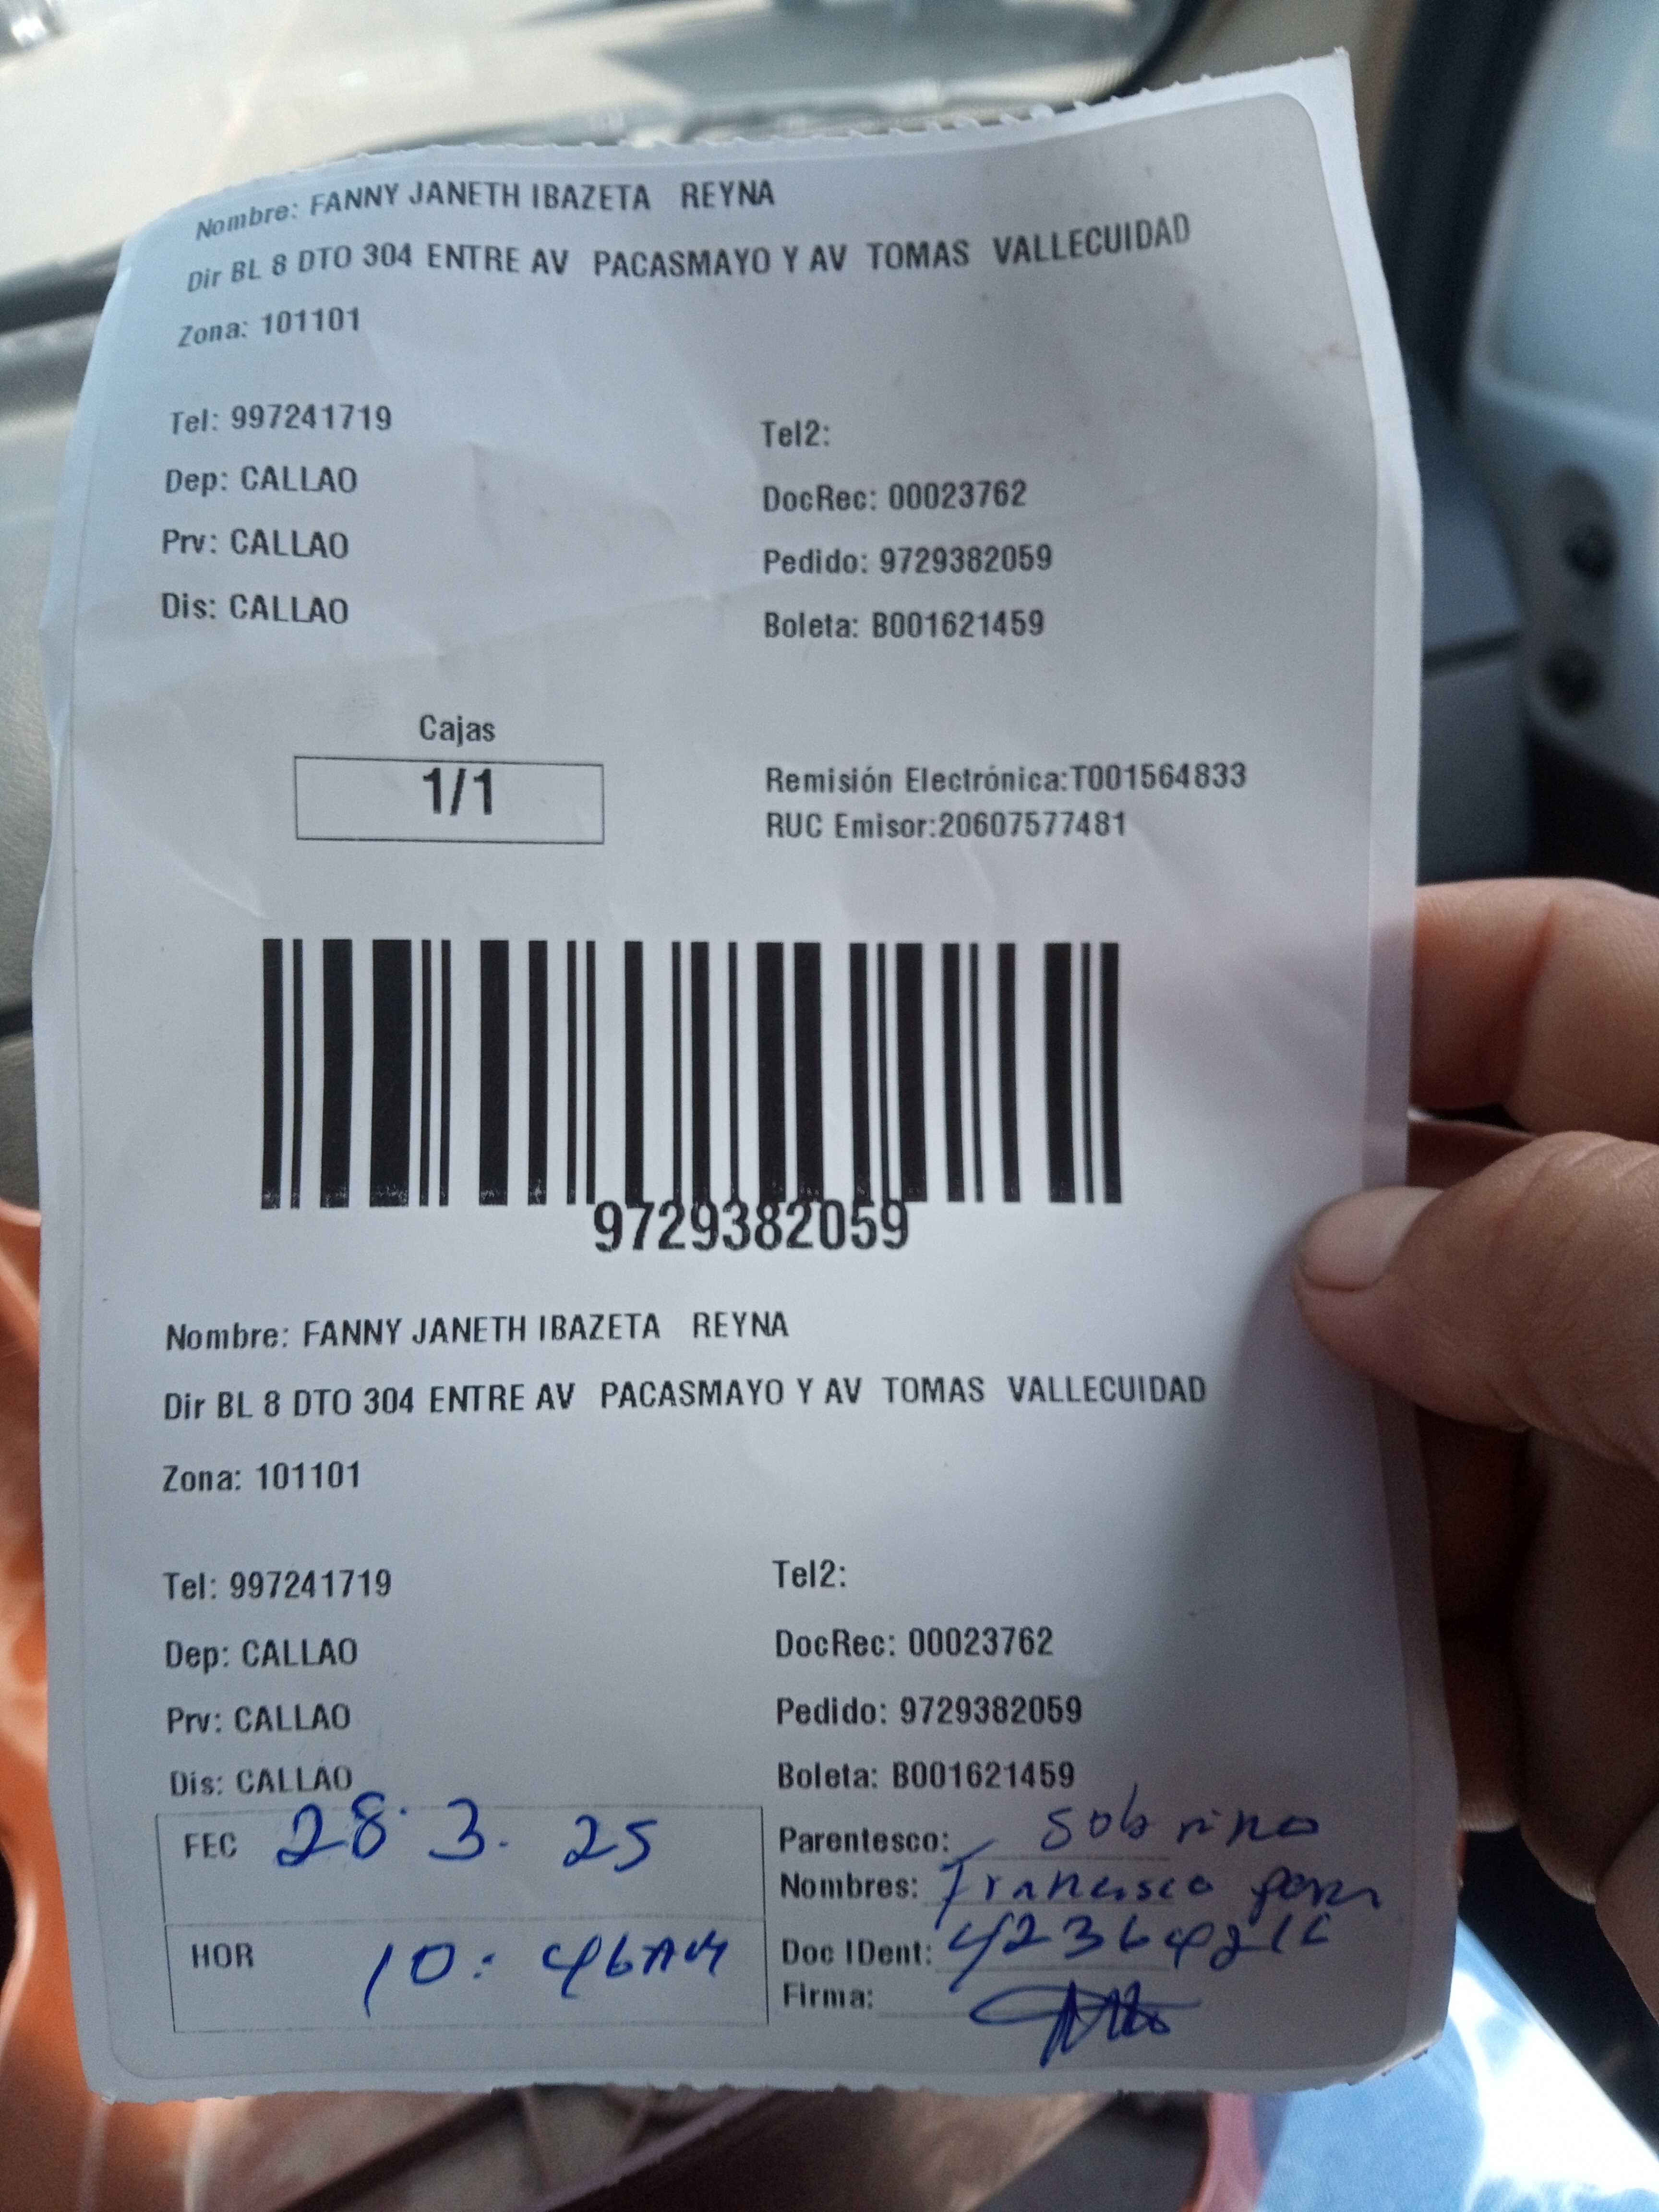 Nombre: FANNY JANETH IBAZETA REYNA
Dir BL 8 DTO 304 ENTRE AV PACASMAYO Y AV TOMAS VALLECUIDAD
Zona: 101101
Tel: 997241719
Tel2:
Dep: CALLAO
DocRec: 00023762
Prv: CALLAO
Pedido: 9729382059
Dis: CALLAO
Boleta: B001621459
Cajas
1/1
Remisión Electrónica:T001564833
RUC Emisor:20607577481
9729382059
Nombre: FANNY JANETH IBAZETA REYNA
Dir BL 8 DTO 304 ENTRE AV PACASMAYO Y AV TOMAS VALLECUIDAD
Zona: 101101
Tel: 997241719
Tel2:
Dep: CALLAO
DocRec: 00023762
Prv: CALLAO
Pedido: 9729382059
Dis: CALLAO
Boleta: B001621459
FEC 28.3.25
Parentesco: sobrino
Nombres: Francisco
HOR 10:46AM
Doc IDent:
Firma: